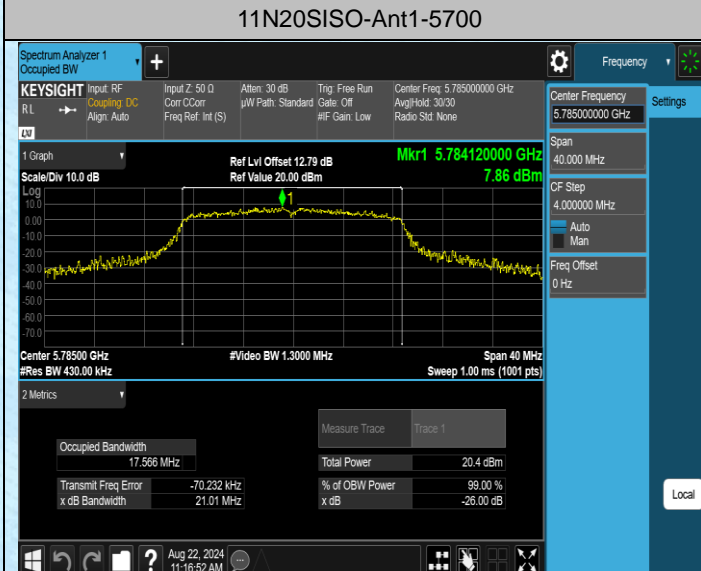 11N20SISO-Ant1-5700
Spectrum Analyzer 1
Occupied BW
+
Frequency
KEYSIGHT Input: RF Input Z: 50 Ω Atten: 30 dB Trig: Free Run Center Freq: 5.785000000 GHz
RL Coupling: DC Corr CCorr µW Path: Standard Gate: Off Avg|Hold: 30/30
Align: Auto Freq Ref: Int (S) #IF Gain: Low Radio Std: None
LXI
Center Frequency
5.785000000 GHz
Settings
Span
40.000 MHz
CF Step
4.000000 MHz
Auto
Man
Freq Offset
0 Hz
Local
1 Graph Ref Lvl Offset 12.79 dB Mkr1 5.784120000 GHz
Scale/Div 10.0 dB Ref Value 20.00 dBm 7.86 dBm
Log
10.0
0.00
-10.0
-20.0
-30.0
-40.0
-50.0
-60.0
-70.0
1
Center 5.78500 GHz #Video BW 1.3000 MHz Span 40 MHz
#Res BW 430.00 kHz Sweep 1.00 ms (1001 pts)
2 Metrics
Measure Trace Trace 1
Occupied Bandwidth
17.566 MHz Total Power 20.4 dBm
Transmit Freq Error -70.232 kHz % of OBW Power 99.00 %
x dB Bandwidth 21.01 MHz x dB -26.00 dB
? Aug 22, 2024
11:16:52 AM